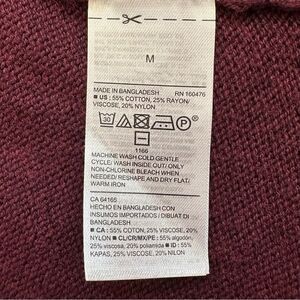 M
MADE IN BANGLADESH RN 160476
■ US : 55% COTTON, 25% RAYON/
VISCOSE, 20% NYLON
30 P
1166
MACHINE WASH COLD GENTLE
CYCLE/ WASH INSIDE OUT/ ONLY
NON-CHLORINE BLEACH WHEN
NEEDED/ RESHAPE AND DRY FLAT/
WARM IRON
CA 64165
HECHO EN BANGLADESH CON
INSUMOS IMPORTADOS / DIBUAT DI
BANGLADESH
■ CA : 55% COTON, 25% VISCOSE, 20%
NYLON ■ CL/CR/MX/PE : 55% algodón,
25% viscosa, 20% poliamida ■ ID : 55%
KAPAS, 25% VISCOSE, 20% NILON